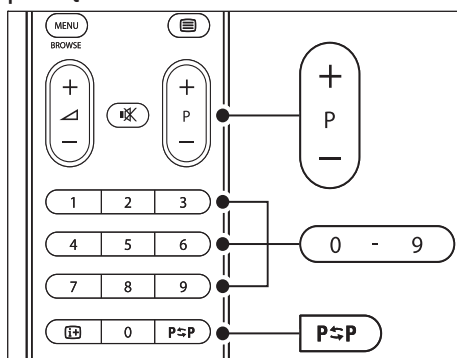 MENU
BROWSE
+ +
P
− −
+
P
−
1 2 3
4 5 6
7 8 9
0 - 9
i+ 0 P⇆P
P⇆P